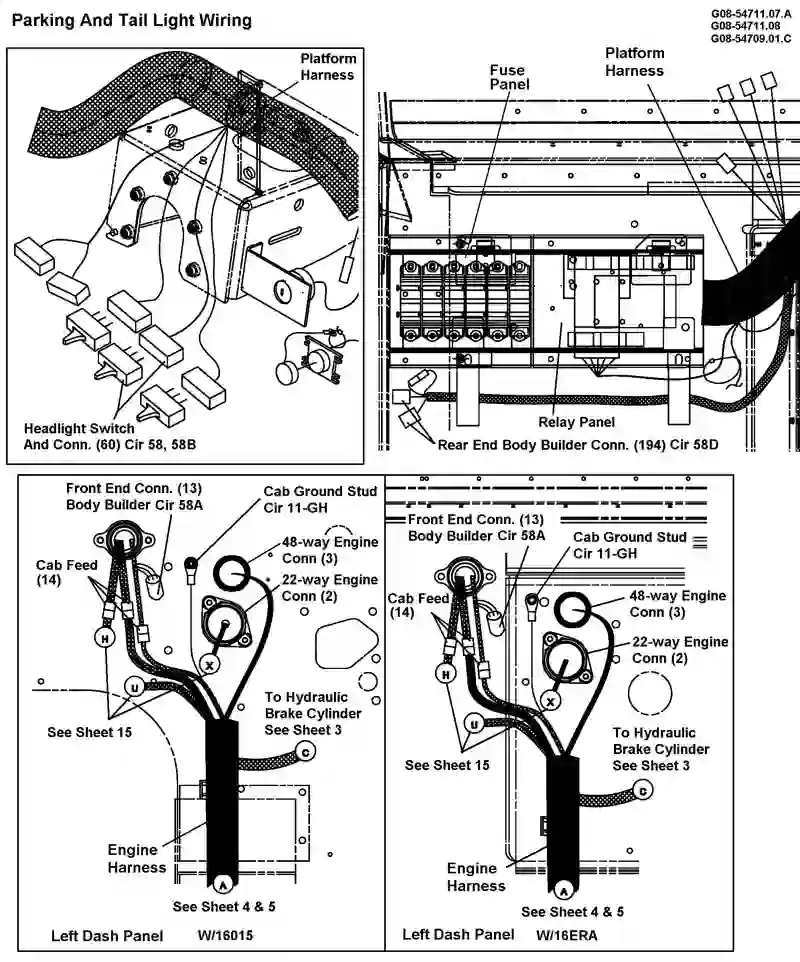 Parking And Tail Light Wiring
G08-54711.07.A
G08-54711.08
G08-54709.01.C
Platform
Harness
Headlight Switch
And Conn. (60) Cir 58, 58B
Fuse
Panel
Platform
Harness
Relay Panel
Rear End Body Builder Conn. (194) Cir 58D
Front End Conn. (13)
Body Builder Cir 58A
Cab Ground Stud
Cir 11-GH
48-way Engine
Conn (3)
22-way Engine
Conn (2)
Cab Feed
(14)
H
X
U
See Sheet 15
To Hydraulic
Brake Cylinder
See Sheet 3
C
Engine
Harness
A
See Sheet 4 & 5
Left Dash Panel W/16015
Front End Conn. (13)
Body Builder Cir 58A
Cab Ground Stud
Cir 11-GH
48-way Engine
Conn (3)
22-way Engine
Conn (2)
Cab Feed
(14)
H
X
U
See Sheet 15
To Hydraulic
Brake Cylinder
See Sheet 3
Engine
Harness
A
See Sheet 4 & 5
Left Dash Panel W/16ERA